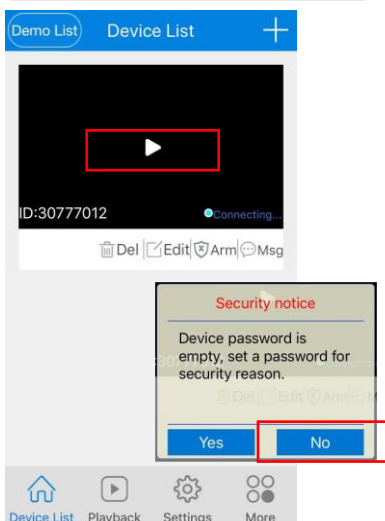 Demo List
Device List
ID:30777012
Connecting...
Del
Edit
Arm
Msg
Security notice
Device password is
empty, set a password for
security reason.
Yes
No
Device List
Playback
Settings
More